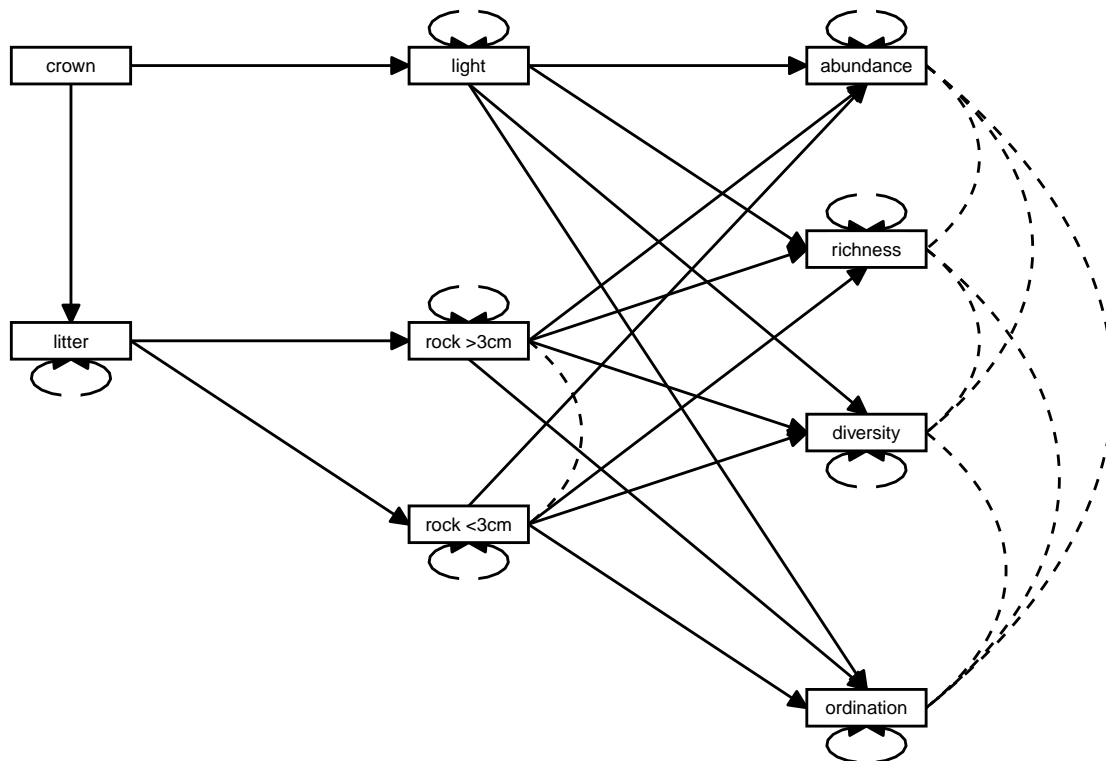 crown
light
abundance
richness
litter
rock >3cm
diversity
rock <3cm
ordination